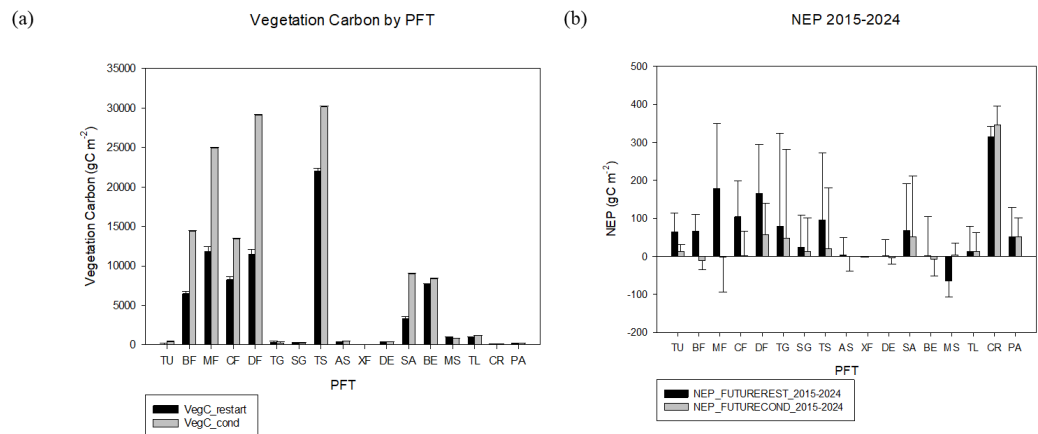 (a)
Vegetation Carbon by PFT
35000
30000
25000
20000
15000
10000
5000
0
Vegetation Carbon (gC m-2)
TU BF MF CF DF TG SG TS AS XF DE SA BE MS TL CR PA
PFT
VegC_restart
VegC_cond
(b)
NEP 2015-2024
500
400
300
200
100
0
-100
-200
NEP (gC m-2)
TU BF MF CF DF TG SG TS AS XF DE SA BE MS TL CR PA
PFT
NEP_FUTUREREST_2015-2024
NEP_FUTURECOND_2015-2024